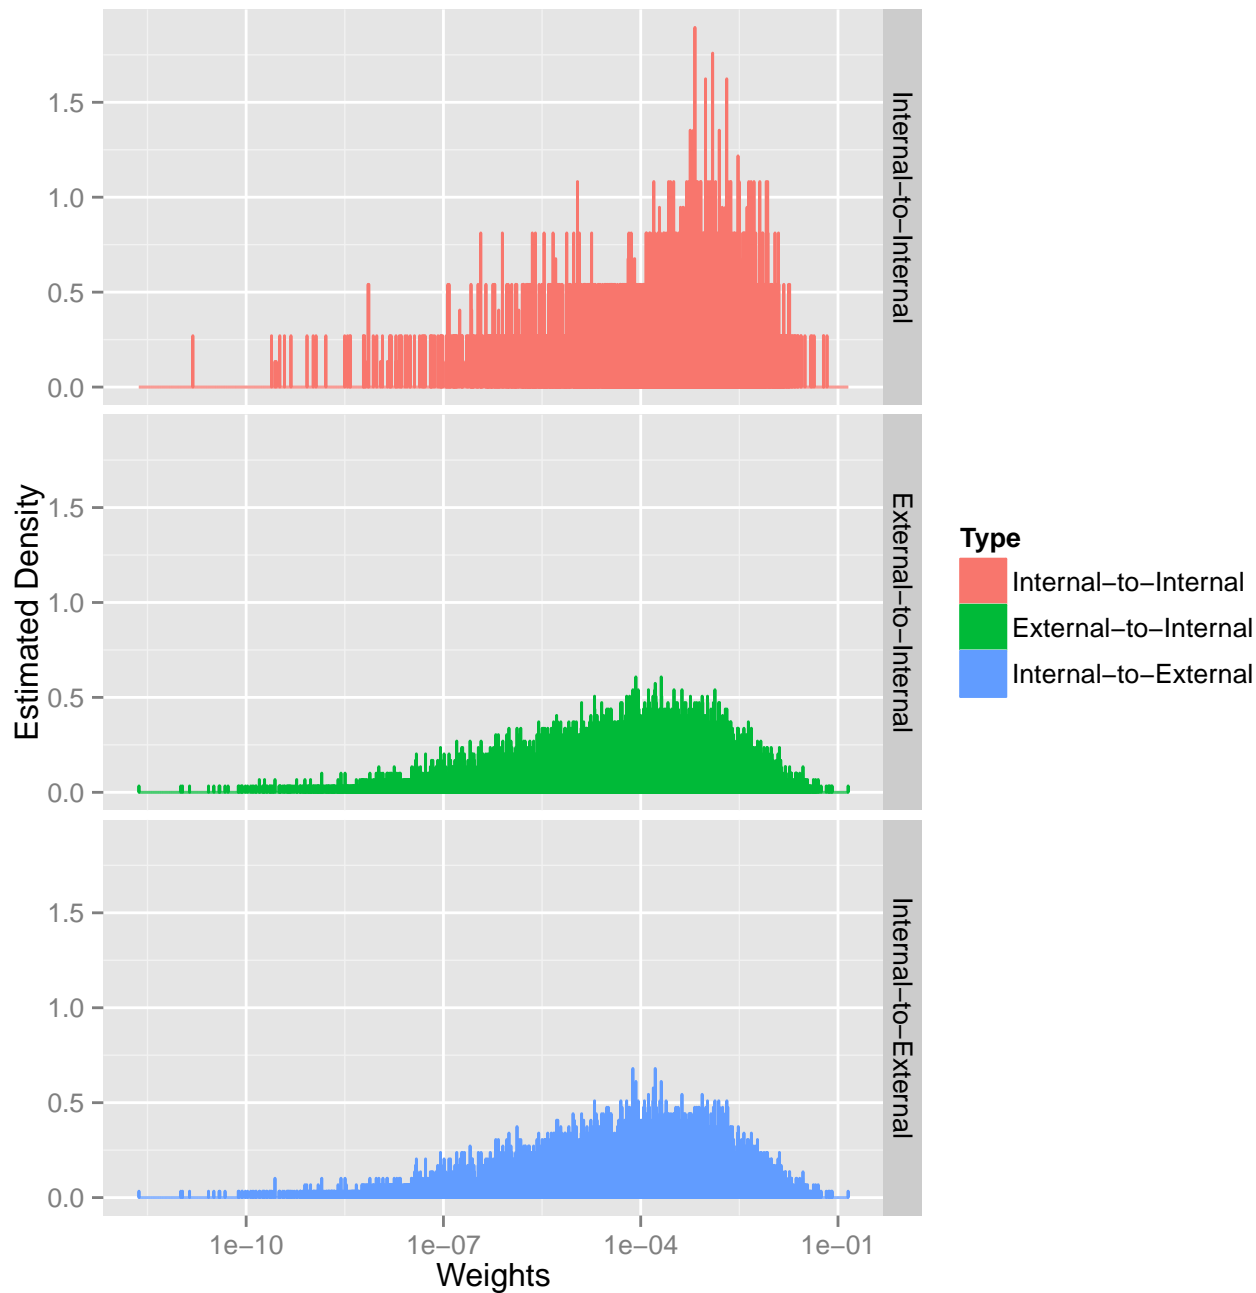 Estimated Density
1.5
1.0
0.5
0.0
Internal−to−Internal
1.5
1.0
0.5
0.0
External−to−Internal
1.5
1.0
0.5
0.0
Internal−to−External
1e−10 1e−07 1e−04 1e−01
Weights
Type
Internal−to−Internal
External−to−Internal
Internal−to−External